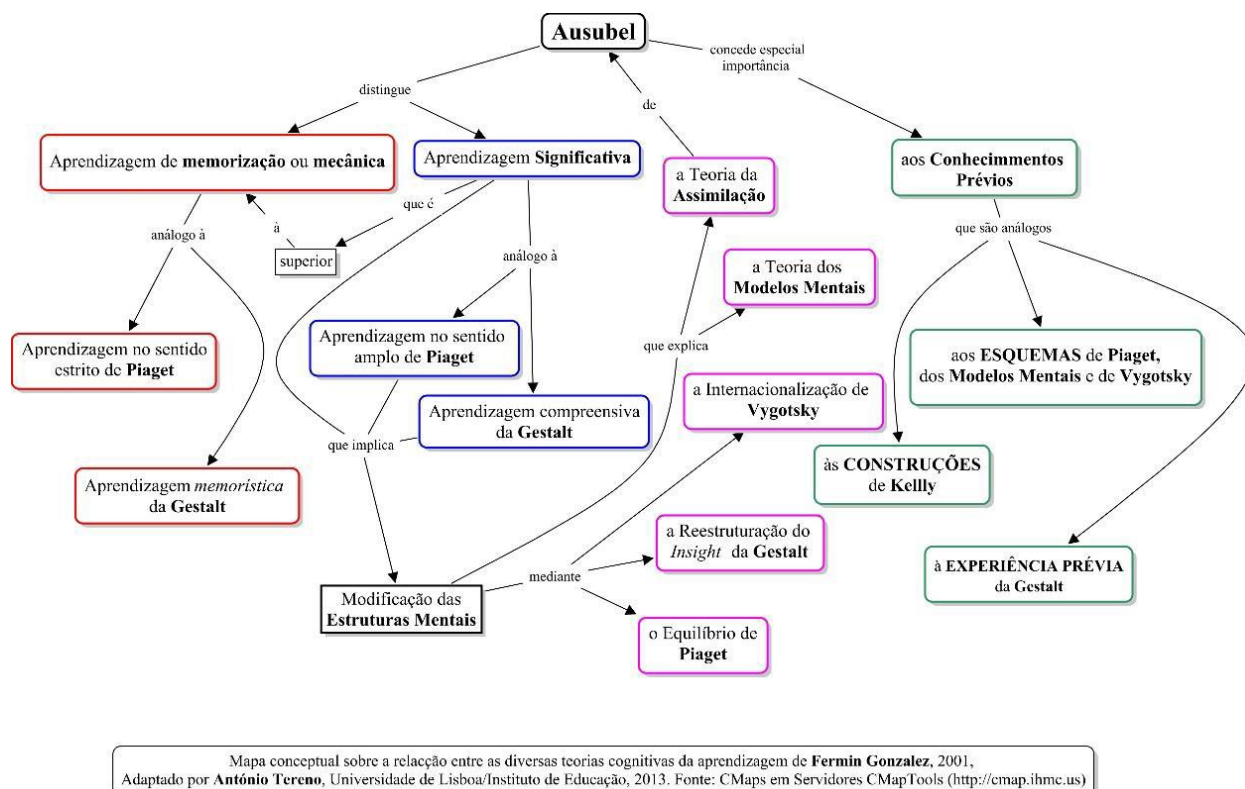 Ausubel
concede especial
importância
distingue
de
Aprendizagem de memorização ou mecânica
Aprendizagem Significativa
a Teoria da
Assimilação
aos Conhecimmentos
Prévios
que é
à
superior
análogo à
análogo à
que são análogos
a Teoria dos
Modelos Mentais
Aprendizagem no sentido
estrito de Piaget
Aprendizagem no sentido
amplo de Piaget
que explica
aos ESQUEMAS de Piaget,
dos Modelos Mentais e de Vygotsky
a Internacionalização de
Vygotsky
Aprendizagem compreensiva
da Gestalt
que implica
às CONSTRUÇÕES
de Kellly
Aprendizagem memorística
da Gestalt
a Reestruturação do
Insight da Gestalt
à EXPERIÊNCIA PRÉVIA
da Gestalt
mediante
Modificação das
Estruturas Mentais
o Equilíbrio de
Piaget
Mapa conceptual sobre a relacção entre as diversas teorias cognitivas da aprendizagem de Fermin Gonzalez, 2001,
Adaptado por António Tereno, Universidade de Lisboa/Instituto de Educação, 2013. Fonte: CMaps em Servidores CMapTools (http://cmap.ihmc.us)